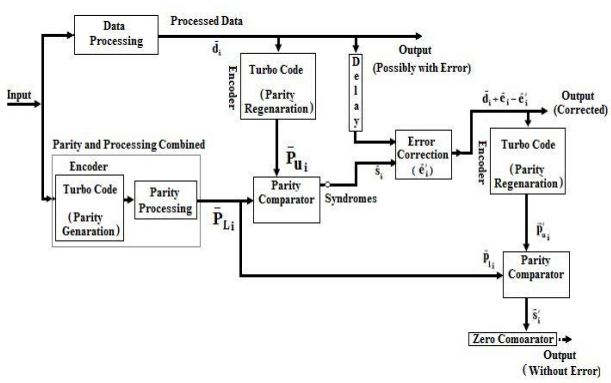 Data
Processing
Processed Data
d̄ᵢ
Output
(Possibly with Error)
Input
Encoder
Turbo Code
(Parity
Regenaration)
Delay
Error
Correction
( ē'ᵢ )
d̄ᵢ + ēᵢ – ē'ᵢ
Output
(Corrected)
Encoder
Turbo Code
(Parity
Regenaration)
Parity and Processing Combined
Encoder
Turbo Code
(Parity
Genaration)
Parity
Processing
P̄Lᵢ
P̄uᵢ
Parity
Comparator
s̄ᵢ
Syndromes
p̄'uᵢ
p̄Lᵢ
Parity
Comparator
s̄'ᵢ
Zero Comoarator
Output
( Without Error)